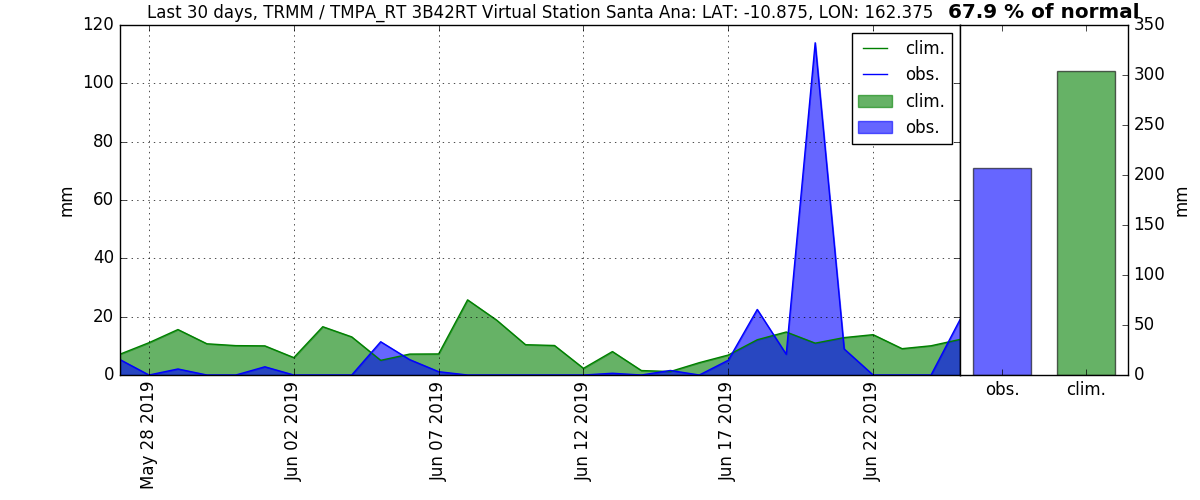 Last 30 days, TRMM / TMPA_RT 3B42RT Virtual Station Santa Ana: LAT: -10.875, LON: 162.375
67.9 % of normal
120
100
80
60
40
20
0
mm
clim.
obs.
clim.
obs.
May 28 2019
Jun 02 2019
Jun 07 2019
Jun 12 2019
Jun 17 2019
Jun 22 2019
350
300
250
200
150
100
50
0
mm
obs.
clim.